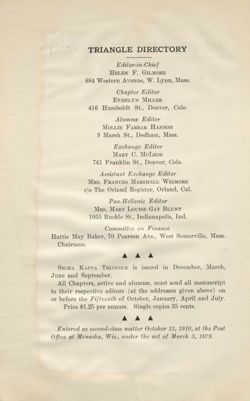 TRIANGLE DIRECTORY
Editor-in-Chief
HELEN F. GILMORE
684 Western Avenue, W. Lynn, Mass.
Chapter Editor
ETHELYN MILLER
416 Humboldt St., Denver, Colo.
Alumnæ Editor
MOLLIE FARRAR HANSON
9 Marsh St., Dedham, Mass.
Exchange Editor
MARY C. MCLEOD
761 Franklin St., Denver, Colo.
Assistant Exchange Editor
MRS. FRANCES MARSHALL WHIMORE
c/o The Orland Register, Orland, Cal.
Pan-Hellenic Editor
MRS. MARY LOUISE GAY BLUNT
1955 Ruckle St., Indianapolis, Ind.
Committee on Finance
Hattie May Baker, 70 Pearson Ave., West Somerville, Mass.
Chairman.
SIGMA KAPPA TRIANGLE is issued in December, March,
June and September.
All Chapters, active and alumnæ, must send all manuscript
to their respective editors (at the addresses given above) on
or before the Fifteenth of October, January, April and July.
Price $1.25 per annum. Single copies 35 cents.
Entered as second-class matter October 15, 1910, at the Post
Office at Menasha, Wis., under the act of March 3, 1879.